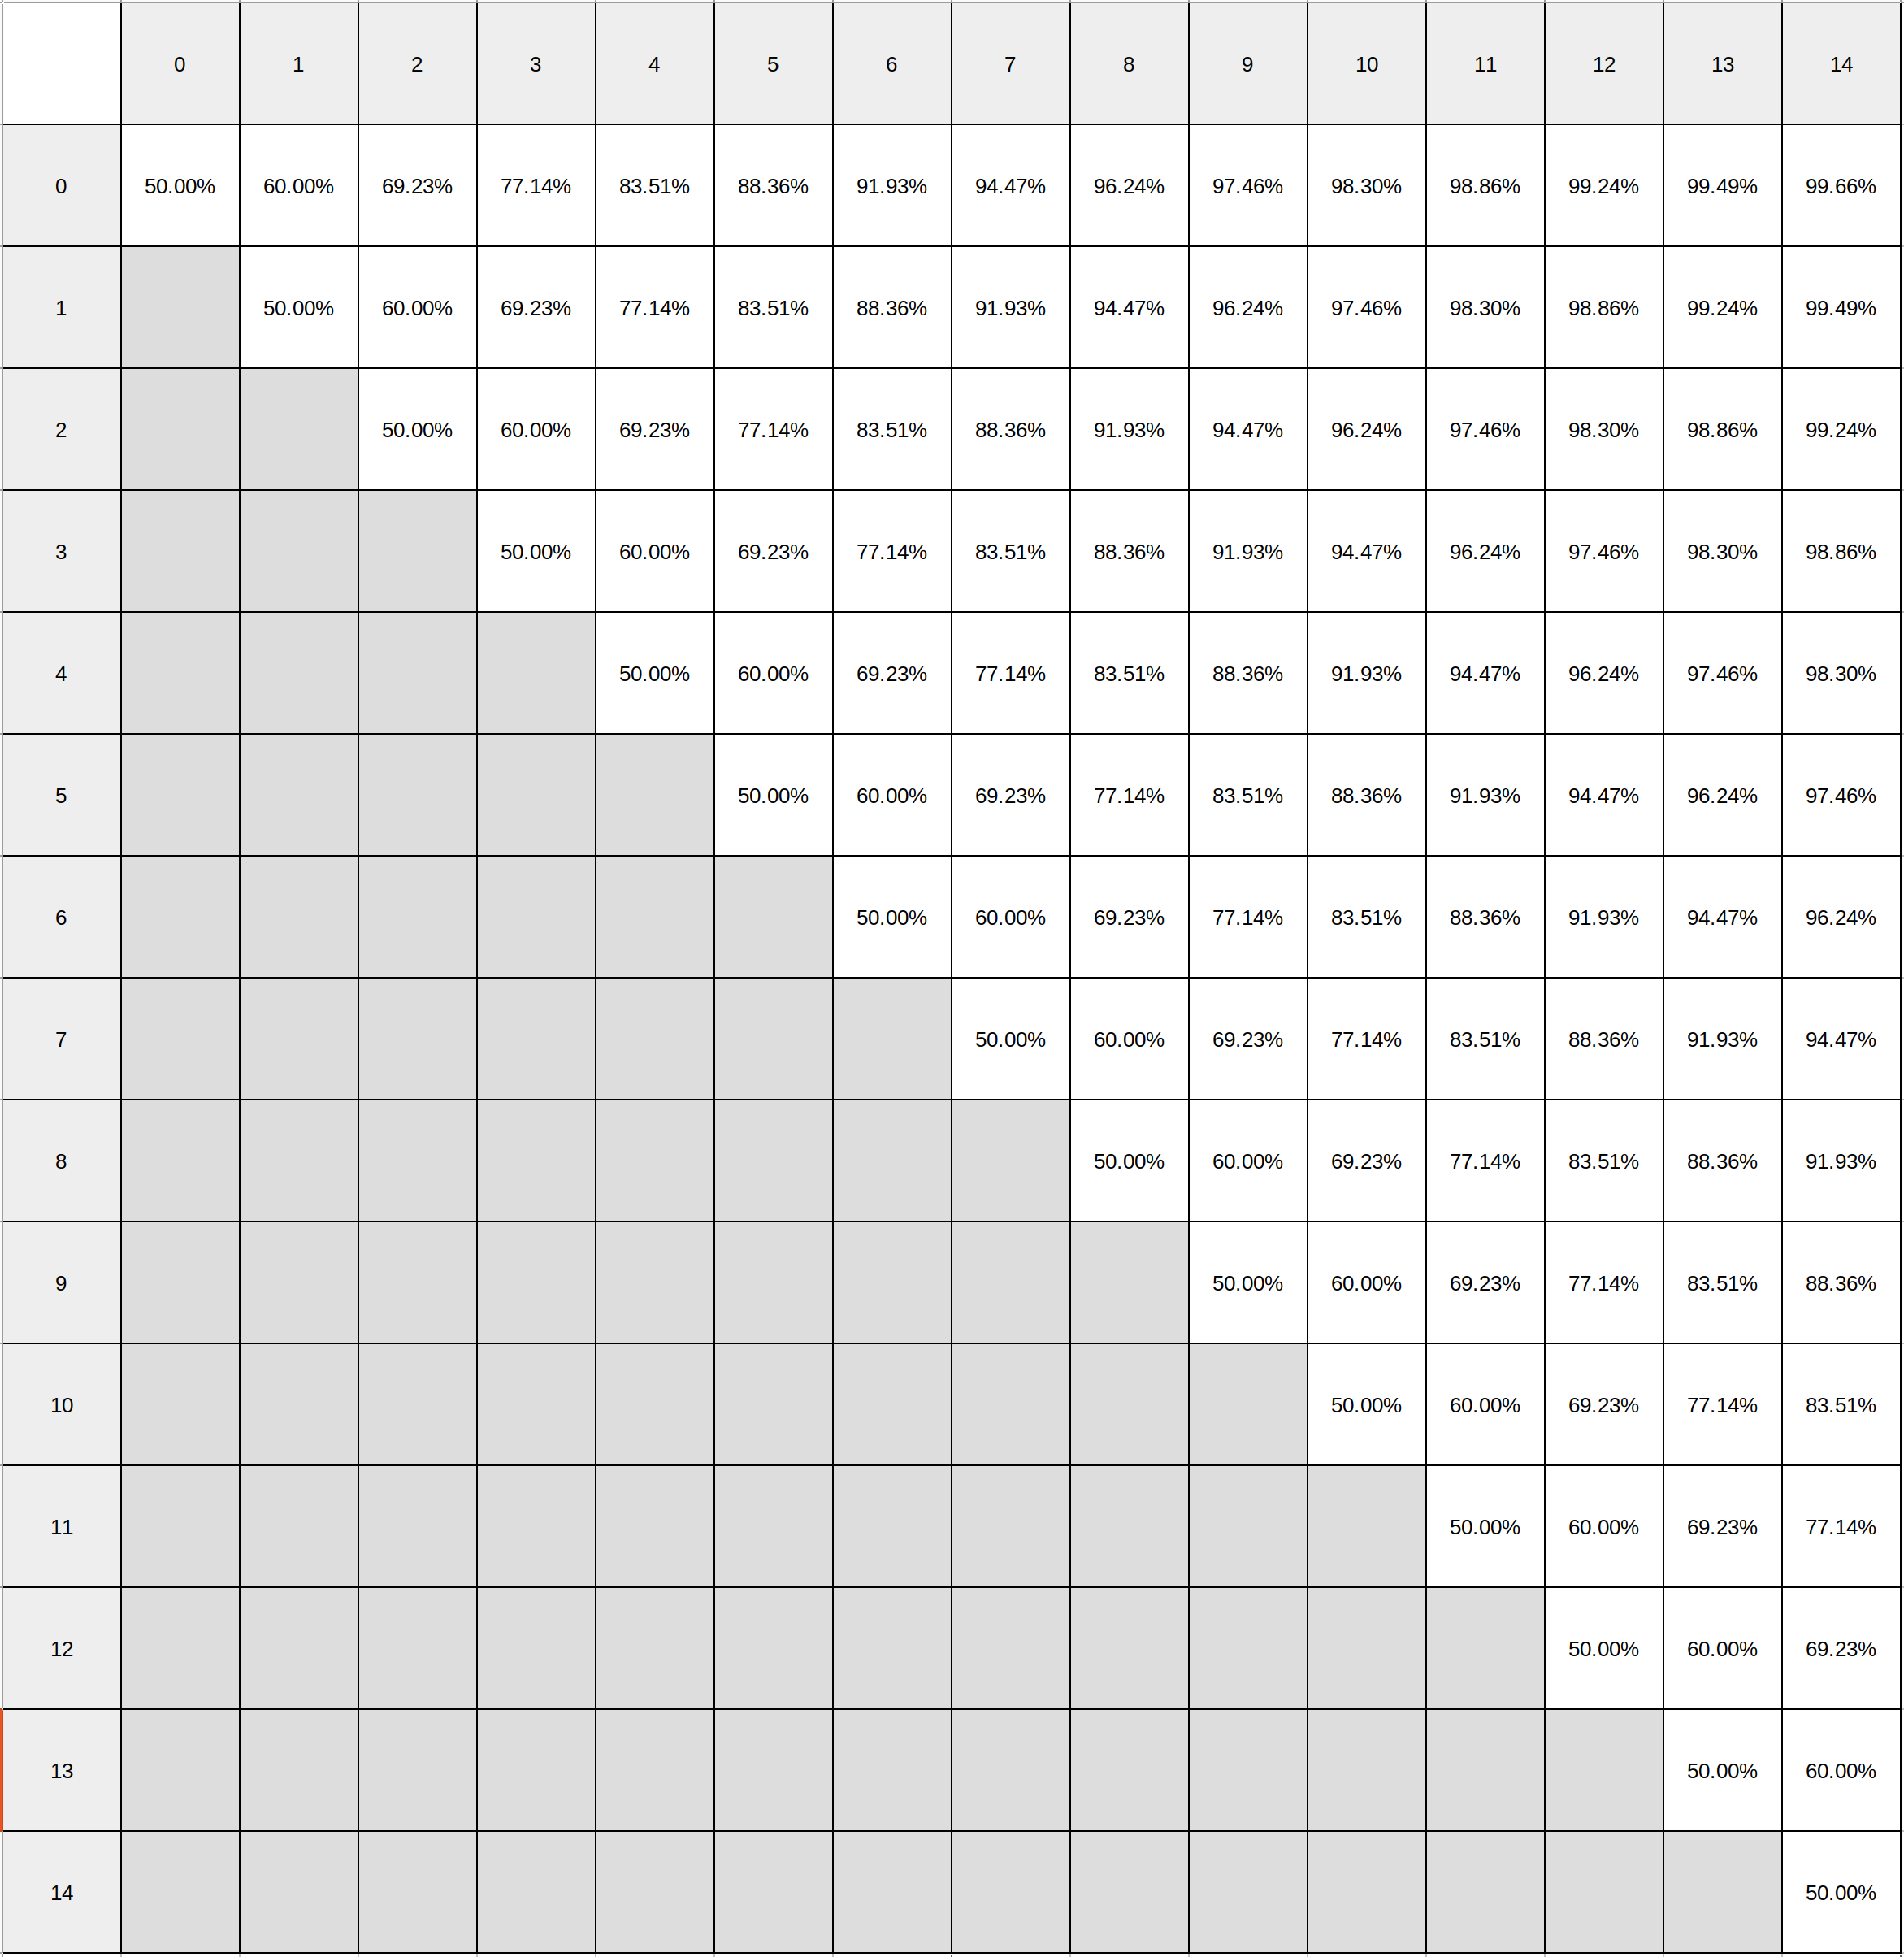 0 1 2 3 4 5 6 7 8 9 10 11 12 13 14
0 50.00% 60.00% 69.23% 77.14% 83.51% 88.36% 91.93% 94.47% 96.24% 97.46% 98.30% 98.86% 99.24% 99.49% 99.66%
1 50.00% 60.00% 69.23% 77.14% 83.51% 88.36% 91.93% 94.47% 96.24% 97.46% 98.30% 98.86% 99.24% 99.49%
2 50.00% 60.00% 69.23% 77.14% 83.51% 88.36% 91.93% 94.47% 96.24% 97.46% 98.30% 98.86% 99.24%
3 50.00% 60.00% 69.23% 77.14% 83.51% 88.36% 91.93% 94.47% 96.24% 97.46% 98.30% 98.86%
4 50.00% 60.00% 69.23% 77.14% 83.51% 88.36% 91.93% 94.47% 96.24% 97.46% 98.30%
5 50.00% 60.00% 69.23% 77.14% 83.51% 88.36% 91.93% 94.47% 96.24% 97.46%
6 50.00% 60.00% 69.23% 77.14% 83.51% 88.36% 91.93% 94.47% 96.24%
7 50.00% 60.00% 69.23% 77.14% 83.51% 88.36% 91.93% 94.47%
8 50.00% 60.00% 69.23% 77.14% 83.51% 88.36% 91.93%
9 50.00% 60.00% 69.23% 77.14% 83.51% 88.36%
10 50.00% 60.00% 69.23% 77.14% 83.51%
11 50.00% 60.00% 69.23% 77.14%
12 50.00% 60.00% 69.23%
13 50.00% 60.00%
14 50.00%